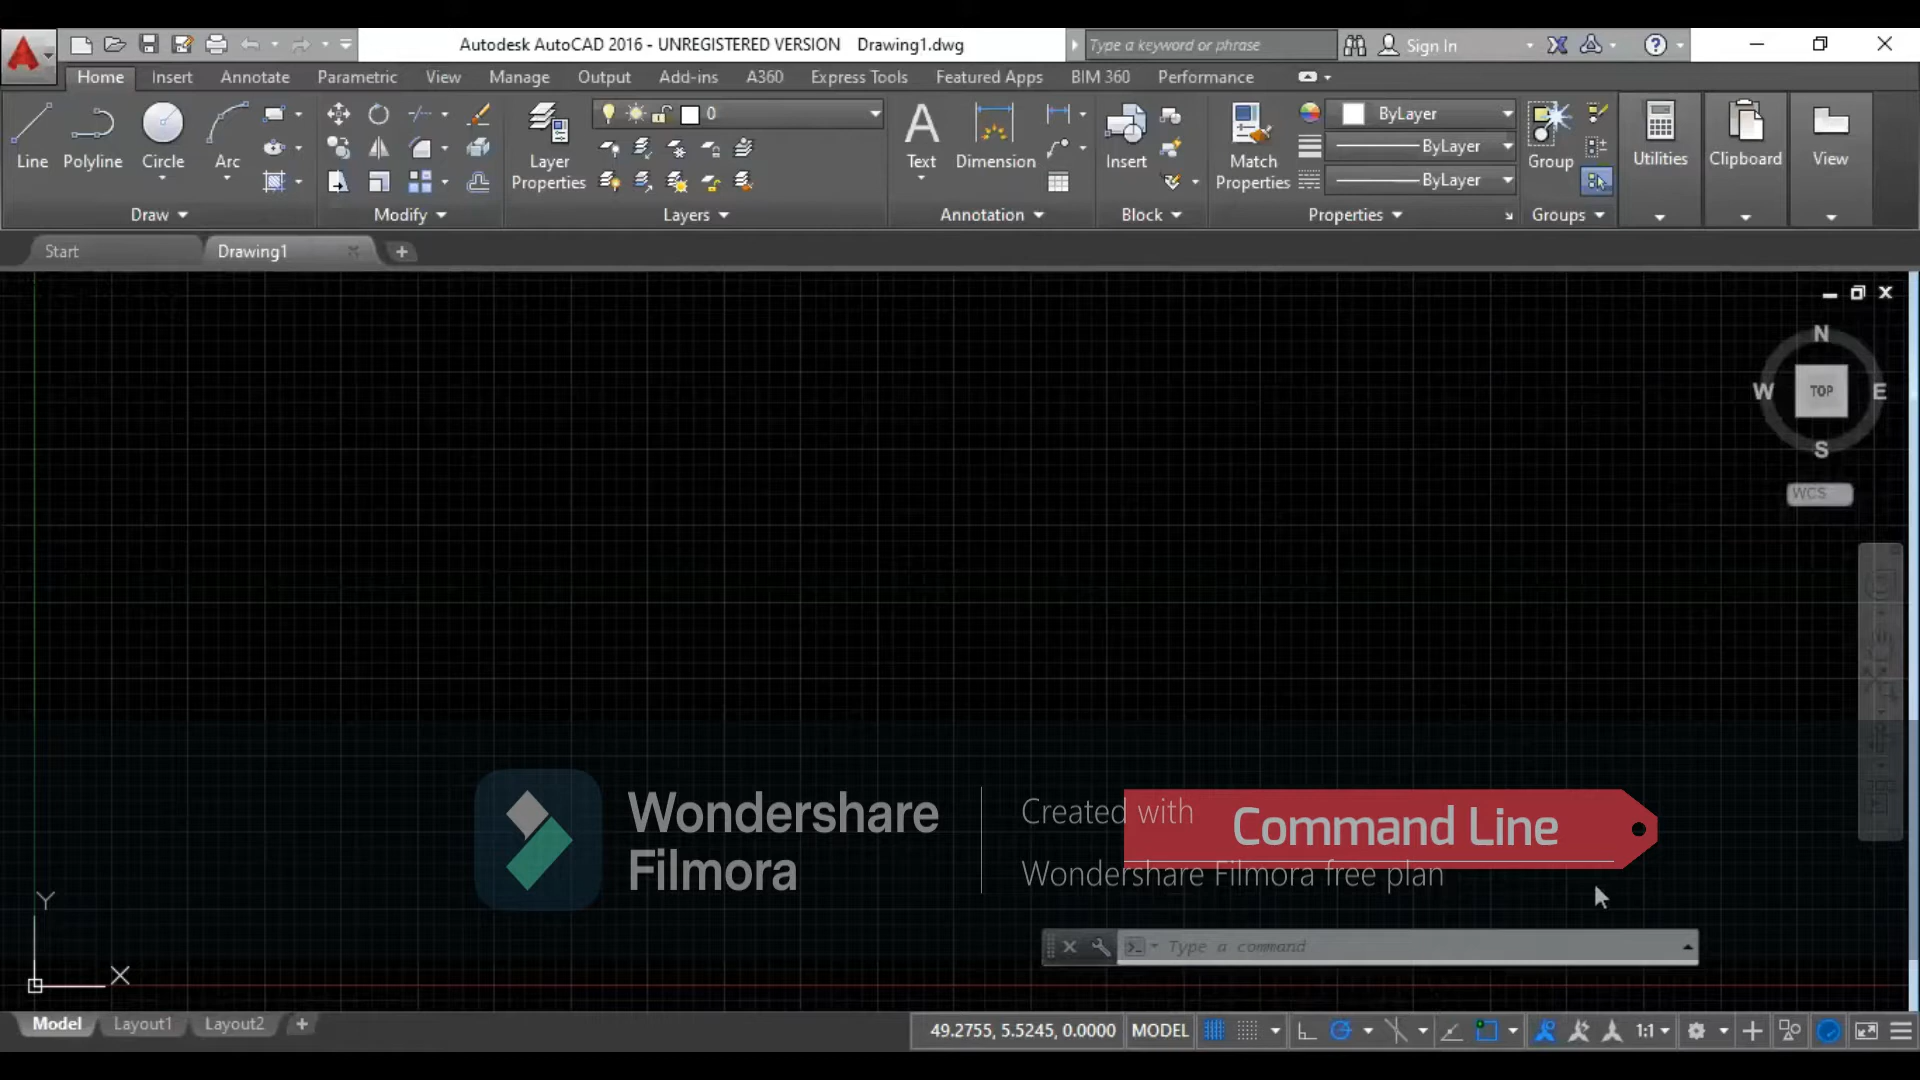 Autodesk AutoCAD 2016 - UNREGISTERED VERSION Drawing1.dwg
Type a keyword or phrase
Sign In
Home Insert Annotate Parametric View Manage Output Add-ins A360 Express Tools Featured Apps BIM 360 Performance
Line Polyline Circle Arc
Layer Properties
0
Text Dimension
Insert
Match Properties
ByLayer
ByLayer
ByLayer
Group
Utilities
Clipboard
View
Draw Modify Layers Annotation Block Properties Groups
Start Drawing1
N
W TOP E
S
WCS
Wondershare
Filmora
Created with
Wondershare Filmora free plan
Command Line
Y
X
Type a command
Model Layout1 Layout2
49.2755, 5.5245, 0.0000 MODEL 1:1